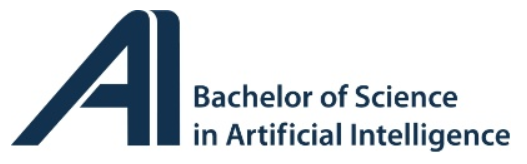 AI
Bachelor of Science
in Artificial Intelligence